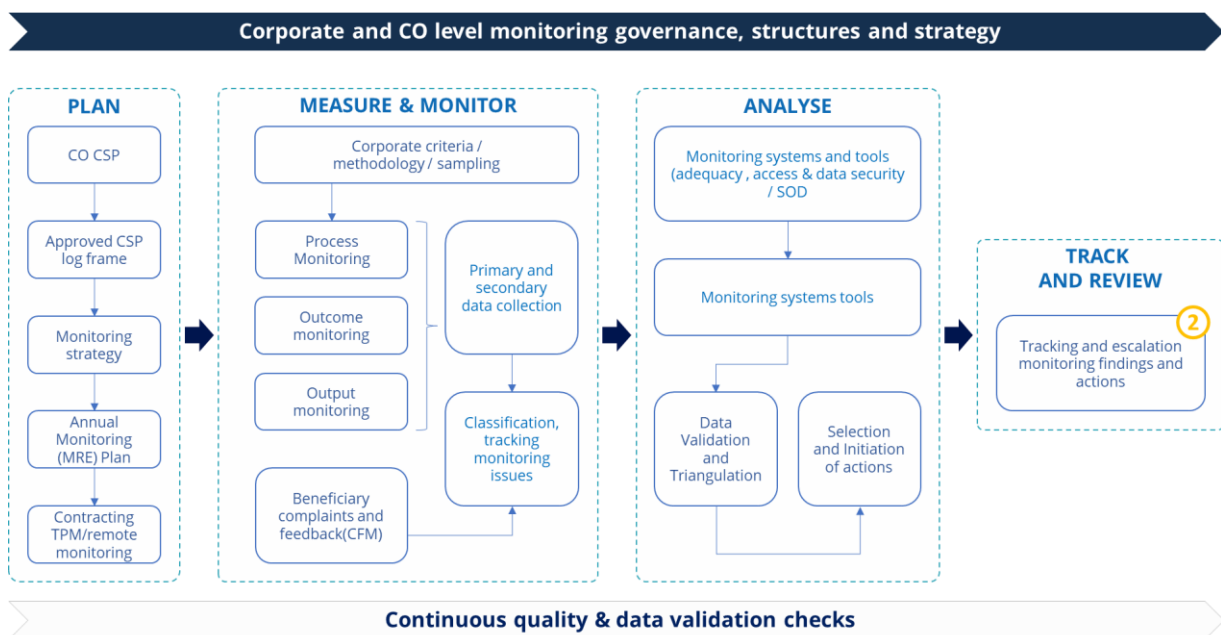 Corporate and CO level monitoring governance, structures and strategy
PLAN
CO CSP
Approved CSP
log frame
Monitoring
strategy
Annual
Monitoring
(MRE) Plan
Contracting
TPM/remote
monitoring
MEASURE & MONITOR
Corporate criteria /
methodology / sampling
Process
Monitoring
Outcome
monitoring
Output
monitoring
Beneficiary
complaints and
feedback(CFM)
Primary and
secondary
data collection
Classification,
tracking
monitoring
issues
ANALYSE
Monitoring systems and tools
(adequacy , access & data security
/ SOD
Monitoring systems tools
Data
Validation
and
Triangulation
Selection
and Initiation
of actions
TRACK
AND REVIEW
2
Tracking and escalation
monitoring findings and
actions
Continuous quality & data validation checks